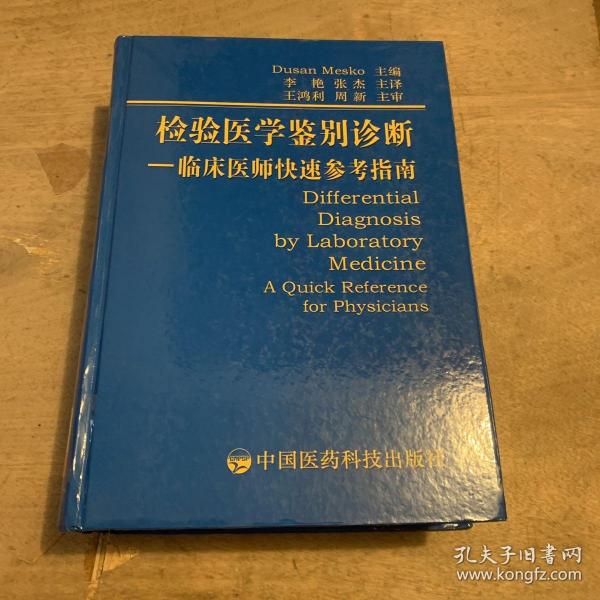 Dusan Mesko 主编
李 艳 张 杰 主译
王鸿利 周 新 主审
检验医学鉴别诊断
—临床医师快速参考指南
Differential
Diagnosis
by Laboratory
Medicine
A Quick Reference
for Physicians
中国医药科技出版社
孔夫子旧书网
www.kongfz.com